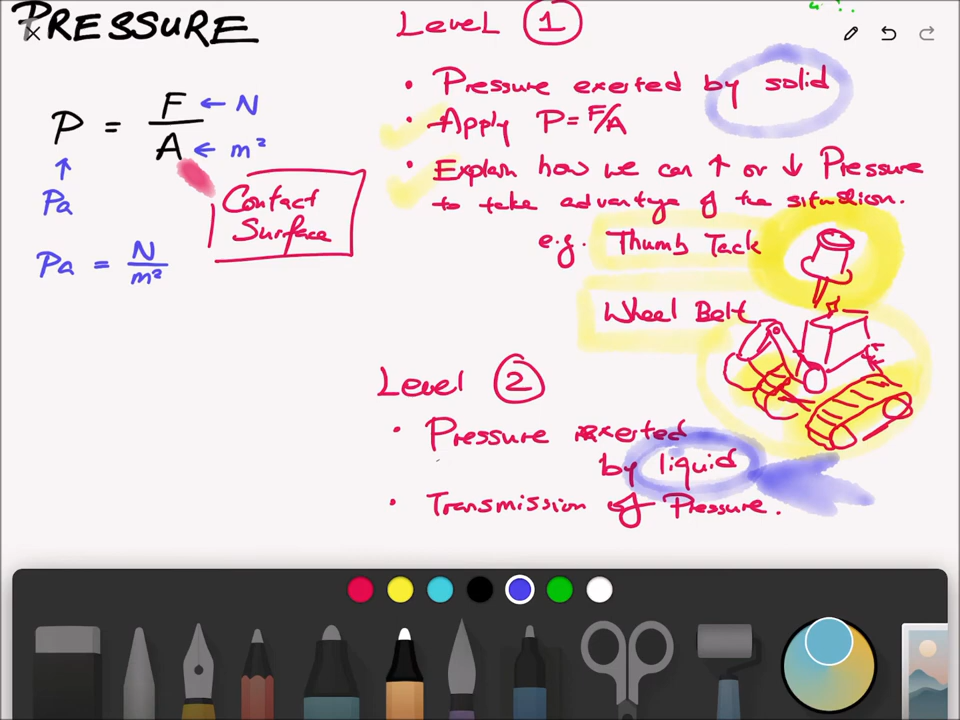 PRESSURE
P = F/A
← N
← m²
↑
Pa
Contact
Surface
Pa = N/m²
Level 1
• Pressure exerted by solid
• Apply P = F/A
• Explain how we can ↑ or ↓ Pressure
to take advantage of the situation.
e.g. Thumb Tack
Wheel Belt
Level 2
• Pressure exerted
by liquid
• Transmission of Pressure.